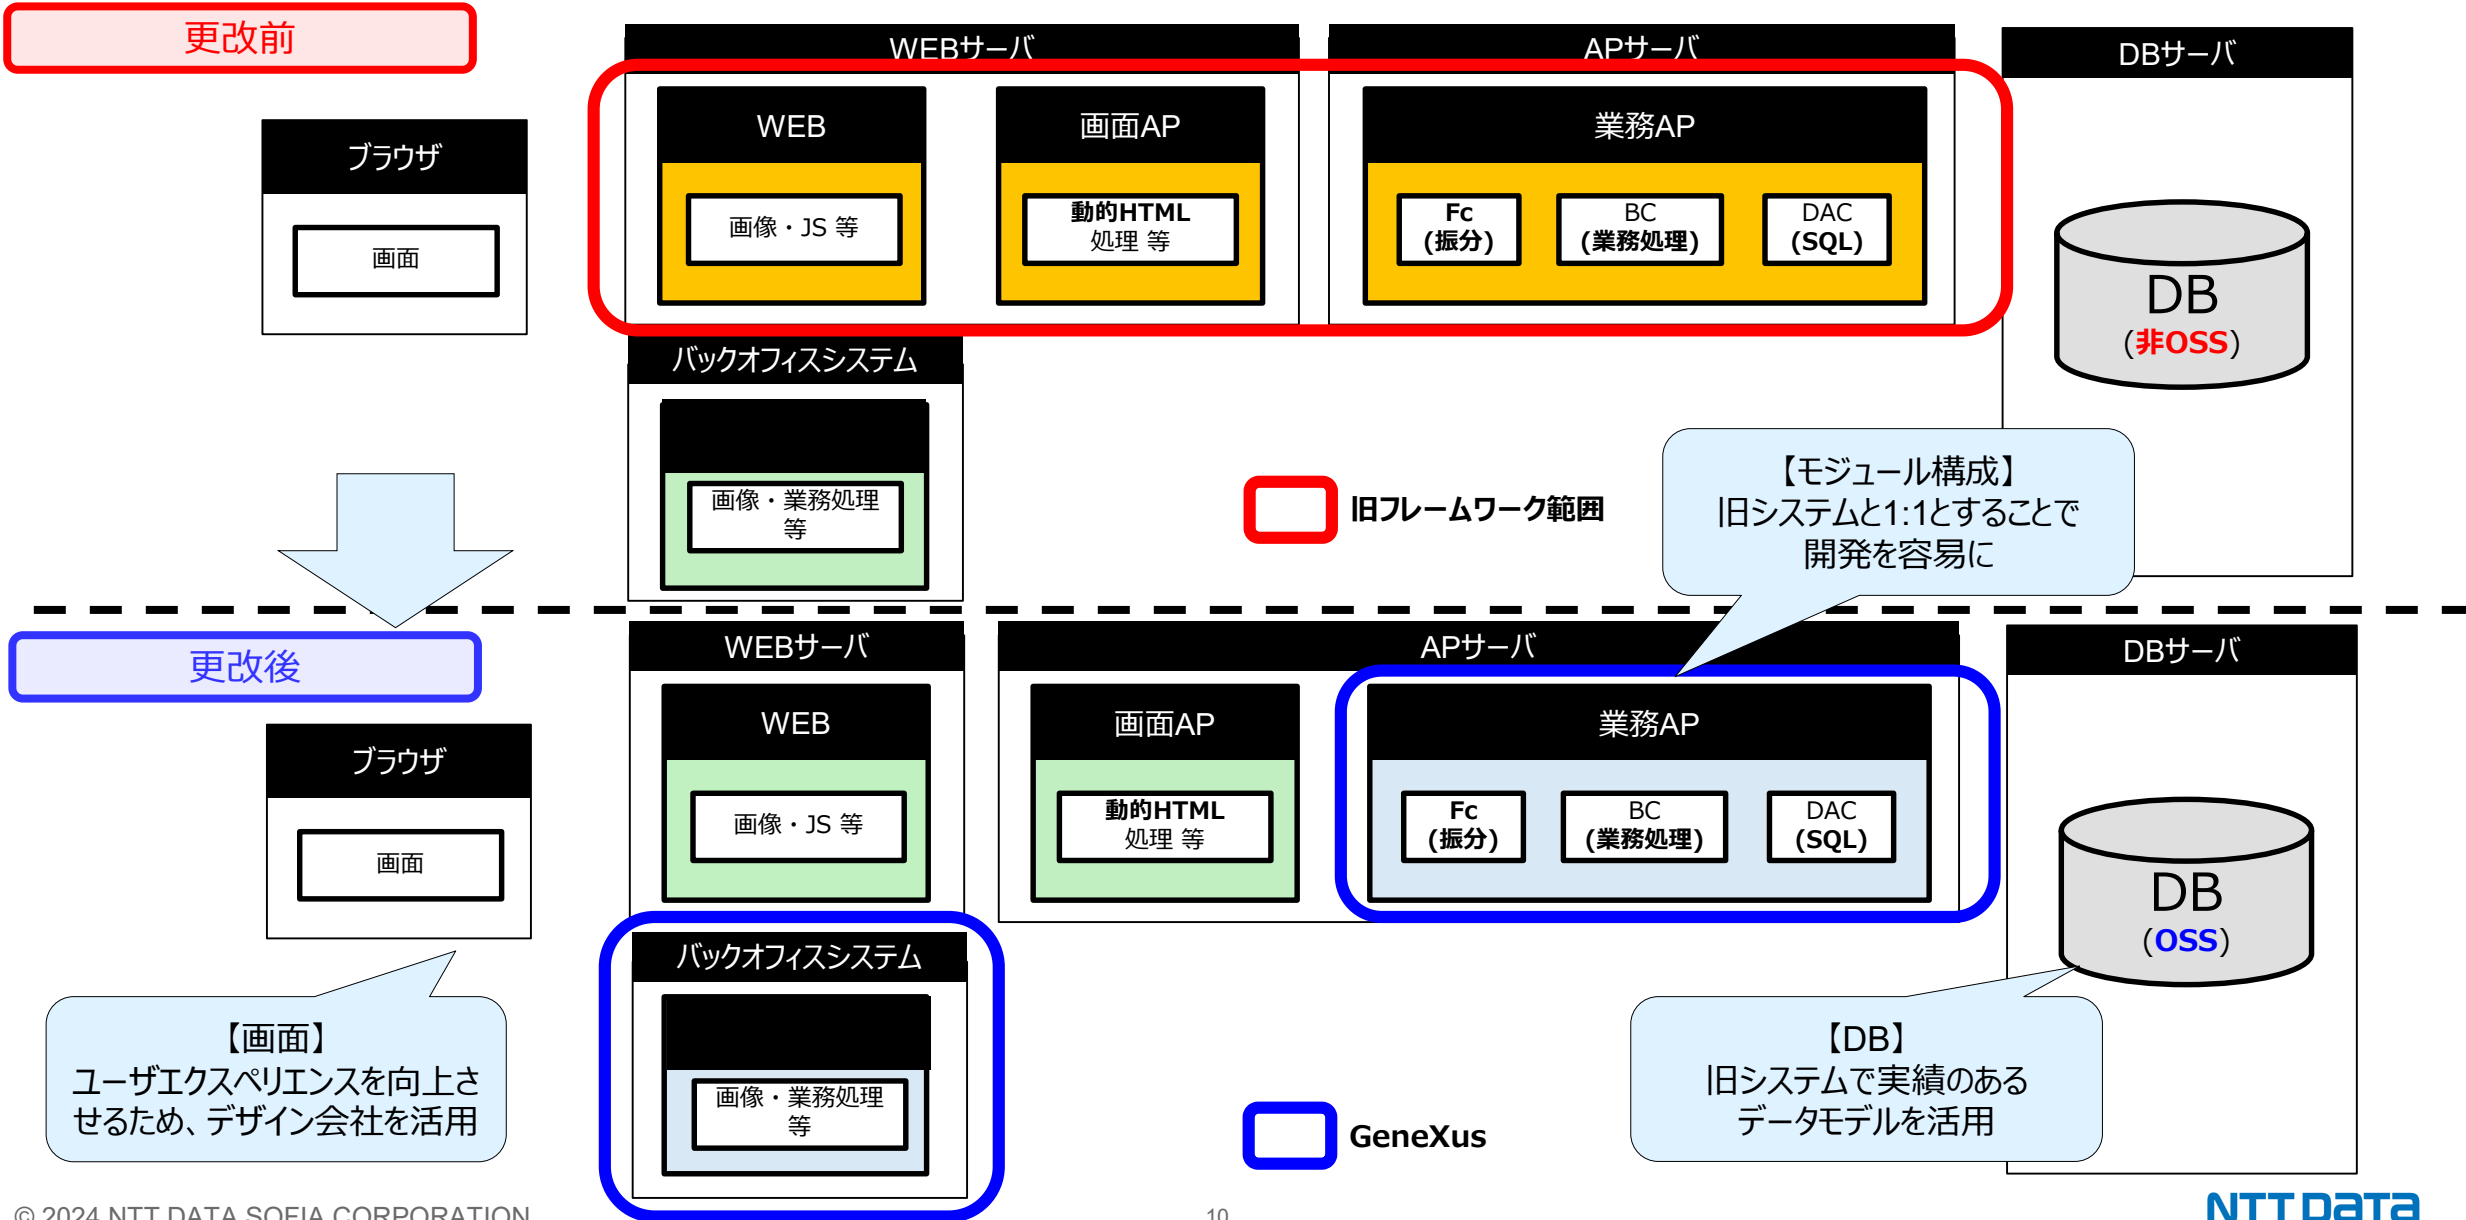 更改前
WEBサーバ
APサーバ
DBサーバ
ブラウザ
画面
WEB
画像・JS 等
画面AP
動的HTML
処理 等
業務AP
Fc
(振分)
BC
(業務処理)
DAC
(SQL)
DB
(非OSS)
バックオフィスシステム
画像・業務処理
等
旧フレームワーク範囲
【モジュール構成】
旧システムと1:1とすることで
開発を容易に
更改後
WEBサーバ
APサーバ
DBサーバ
ブラウザ
画面
WEB
画像・JS 等
画面AP
動的HTML
処理 等
業務AP
Fc
(振分)
BC
(業務処理)
DAC
(SQL)
DB
(OSS)
バックオフィスシステム
画像・業務処理
等
【画面】
ユーザエクスペリエンスを向上さ
せるため、デザイン会社を活用
GeneXus
【DB】
旧システムで実績のある
データモデルを活用
© 2024 NTT DATA SOFIA CORPORATION
10
NTT DATA